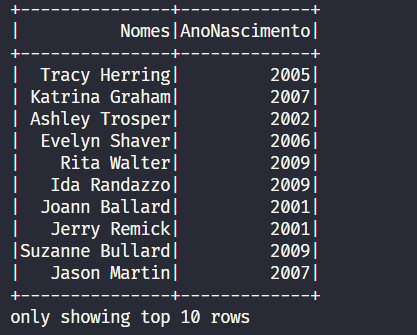 +---------------+-------------+
|          Nomes|AnoNascimento|
+---------------+-------------+
|  Tracy Herring|         2005|
| Katrina Graham|         2007|
| Ashley Trosper|         2002|
|  Evelyn Shaver|         2006|
|    Rita Walter|         2009|
|   Ida Randazzo|         2009|
|  Joann Ballard|         2001|
|   Jerry Remick|         2001|
|Suzanne Bullard|         2009|
|   Jason Martin|         2007|
+---------------+-------------+
only showing top 10 rows